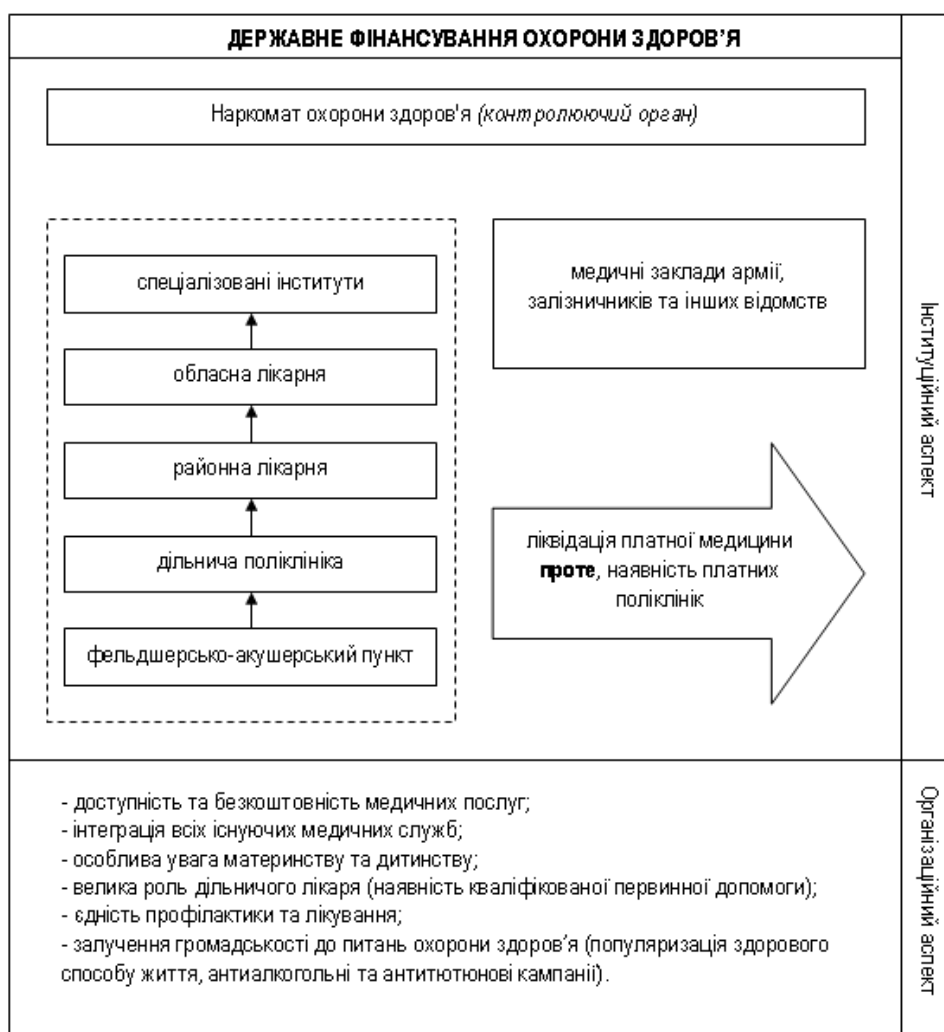 ДЕРЖАВНЕ ФІНАНСУВАННЯ ОХОРОНИ ЗДОРОВ’Я
Наркомат охорони здоров'я (контролюючий орган)
спеціалізовані інститути
обласна лікарня
районна лікарня
дільнича поліклініка
фельдшерсько-акушерський пункт
медичні заклади армії,
залізничників та інших відомств
ліквідація платної медицини
проте, наявність платних
поліклінік
Інституційний аспект
- доступність та безкоштовність медичних послуг;
- інтеграція всіх існуючих медичних служб;
- особлива увага материнству та дитинству;
- велика роль дільничого лікаря (наявність кваліфікованої первинної допомоги);
- єдність профілактики та лікування;
- залучення громадськості до питань охорони здоров’я (популяризація здорового
способу життя, антиалкогольні та антитютюнові кампанії).
Організаційний аспект